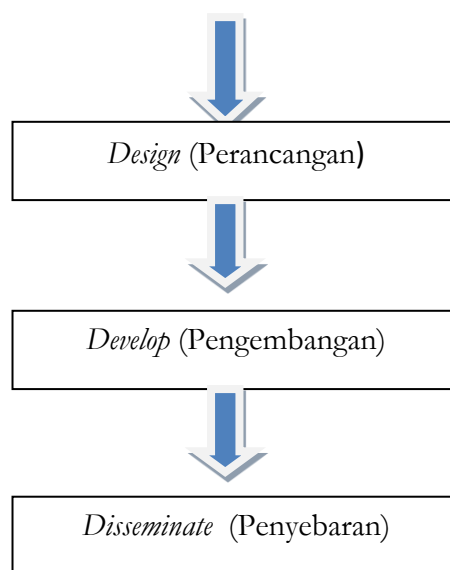 Design (Perancangan)
Develop (Pengembangan)
Disseminate (Penyebaran)